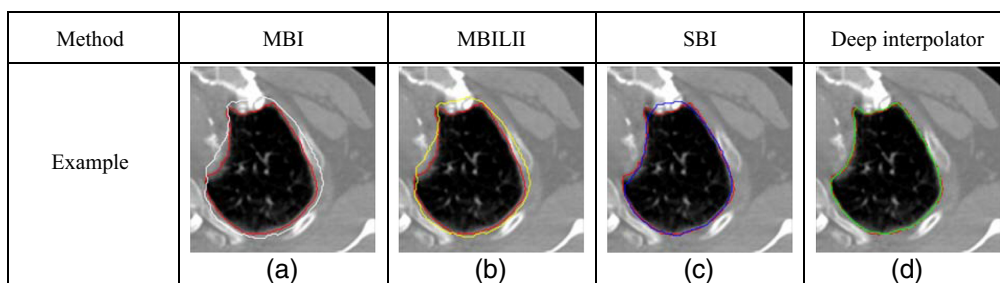 Method MBI MBILII SBI Deep interpolator
Example
(a) (b) (c) (d)